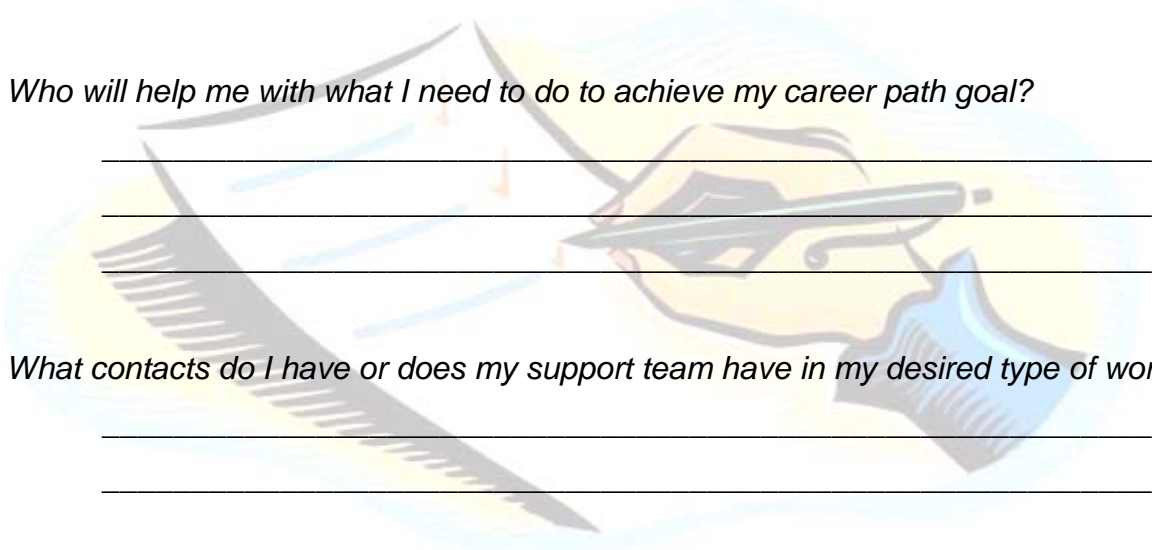 Who will help me with what I need to do to achieve my career path goal?
What contacts do I have or does my support team have in my desired type of